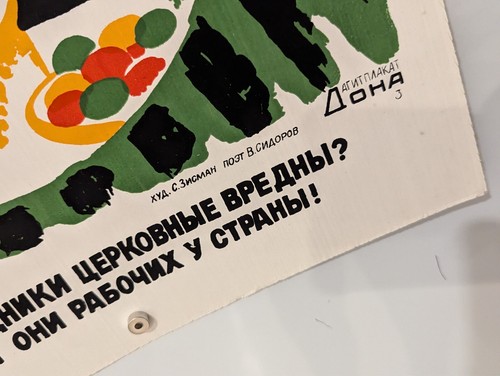 АГИТПЛАКАТ
ДОНА
3
ХУД. С. ЗИСМАН ПОЭТ В. СИДОРОВ
ЦЕРКОВНЫЕ ВРЕДНЫ?
ОНИ РАБОЧИХ У СТРАНЫ!